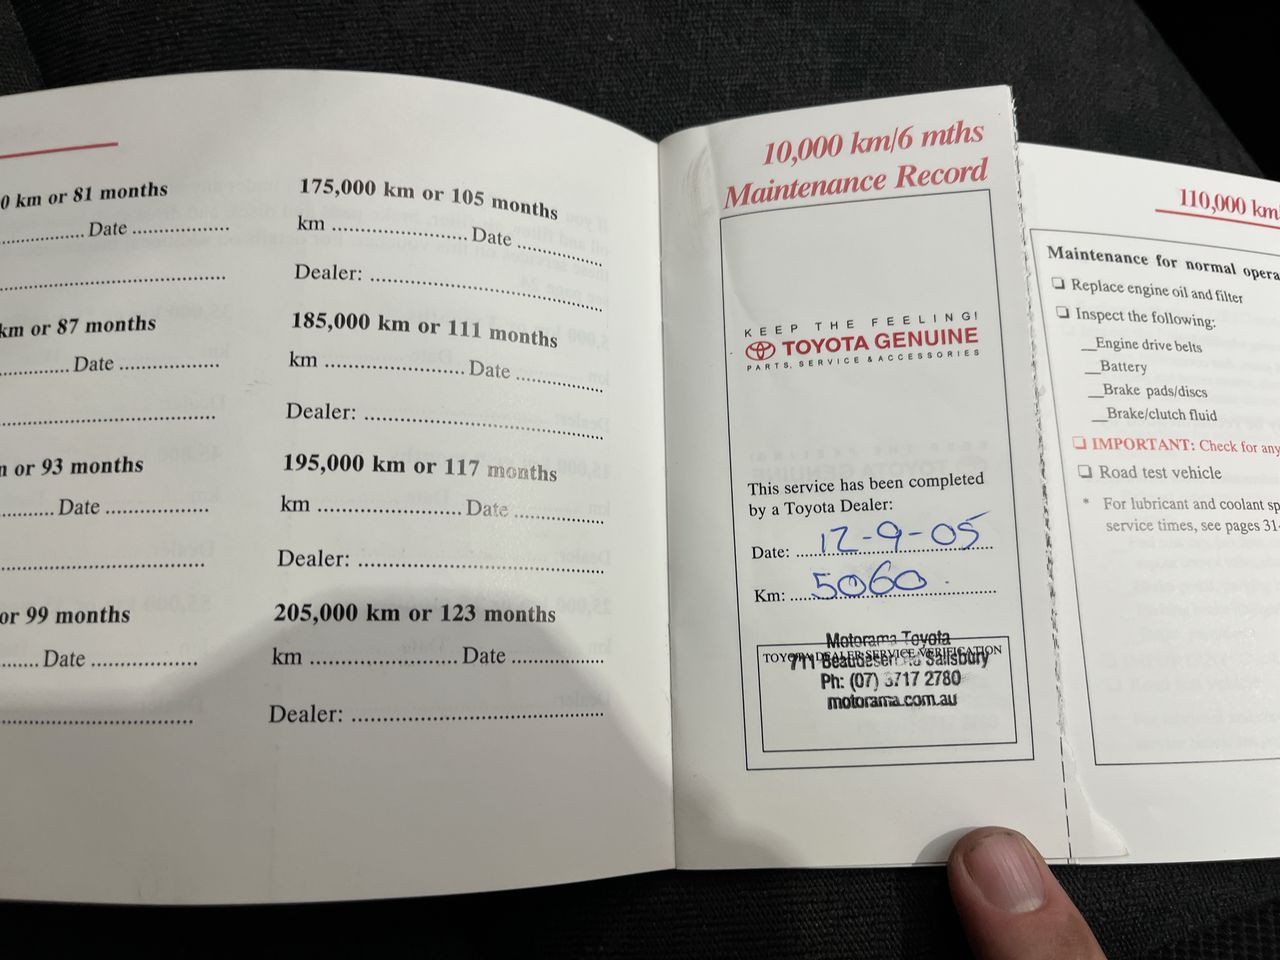 0 km or 81 months
Date
km or 87 months
Date
or 93 months
Date
or 99 months
Date
175,000 km or 105 months
km Date
Dealer:
185,000 km or 111 months
km Date
Dealer:
195,000 km or 117 months
km Date
Dealer:
205,000 km or 123 months
km Date
Dealer:
10,000 km/6 mths
Maintenance Record
KEEP THE FEELING!
TOYOTA GENUINE
PARTS, SERVICE & ACCESSORIES
This service has been completed
by a Toyota Dealer:
Date: 12-9-05
Km: 5060
Motorama Toyota
TOYOTA DEALER SERVICE VERIFICATION
711 Beaudesert Rd Salisbury
Ph: (07) 3717 2780
motorama.com.au
110,000 km
Maintenance for normal opera
❏ Replace engine oil and filter
❏ Inspect the following:
__Engine drive belts
__Battery
__Brake pads/discs
__Brake/clutch fluid
❏ IMPORTANT: Check for any
❏ Road test vehicle
* For lubricant and coolant sp
service times, see pages 31-